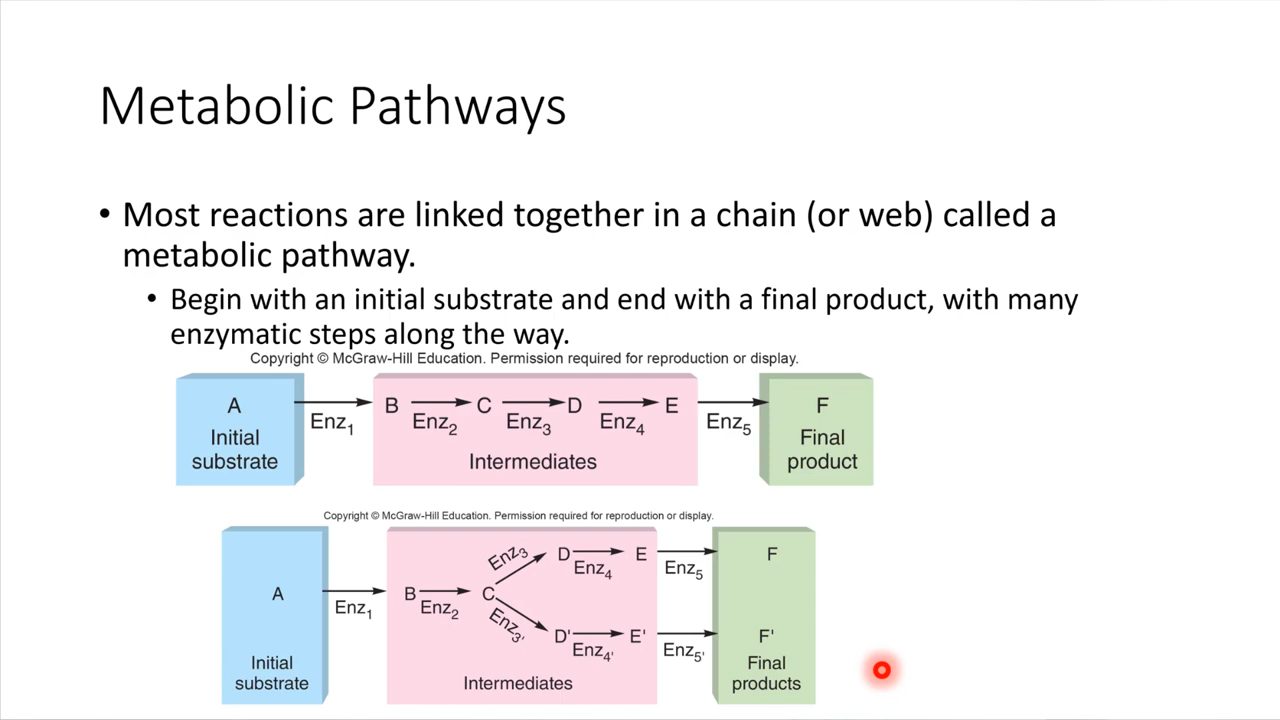 Metabolic Pathways
• Most reactions are linked together in a chain (or web) called a
metabolic pathway.
• Begin with an initial substrate and end with a final product, with many
enzymatic steps along the way.
Copyright © McGraw-Hill Education. Permission required for reproduction or display.
A B C D E F
Enz1 Enz2 Enz3 Enz4 Enz5
Initial Final
substrate Intermediates product
Copyright © McGraw-Hill Education. Permission required for reproduction or display.
Enz3 D E F
Enz4 Enz5
A B C
Enz1 Enz2
Enz3' D' E' F'
Enz4' Enz5'
Initial Final
substrate Intermediates products